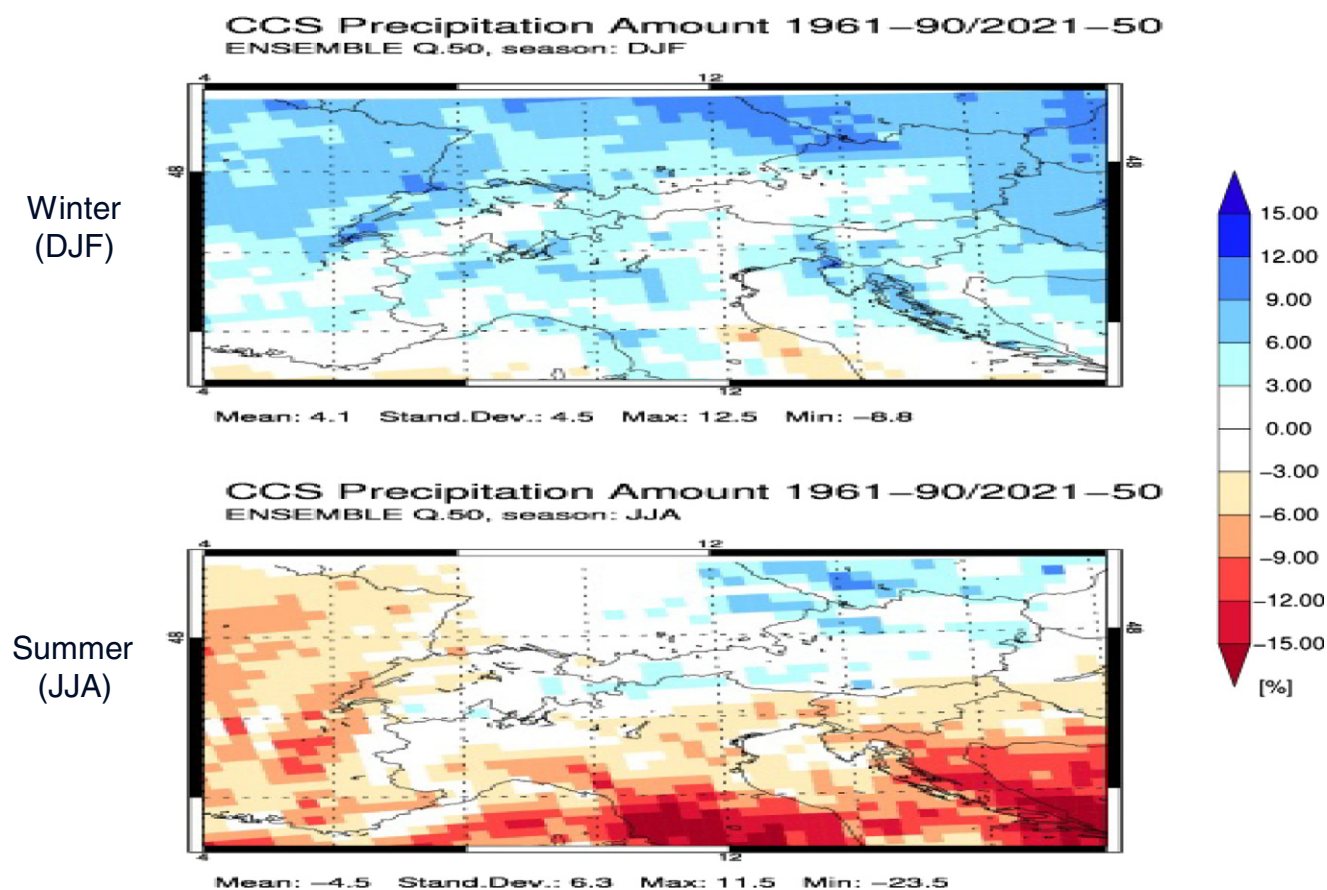 CCS Precipitation Amount 1961-90/2021-50
ENSEMBLE Q.50, season: DJF
4 12
48 48
Winter
(DJF)
4 12
Mean: 4.1 Stand.Dev.: 4.5 Max: 12.5 Min: -8.8
CCS Precipitation Amount 1961-90/2021-50
ENSEMBLE Q.50, season: JJA
4 12
48 48
Summer
(JJA)
4 12
Mean: -4.5 Stand.Dev.: 6.3 Max: 11.5 Min: -23.5
15.00
12.00
9.00
6.00
3.00
0.00
-3.00
-6.00
-9.00
-12.00
-15.00
[%]